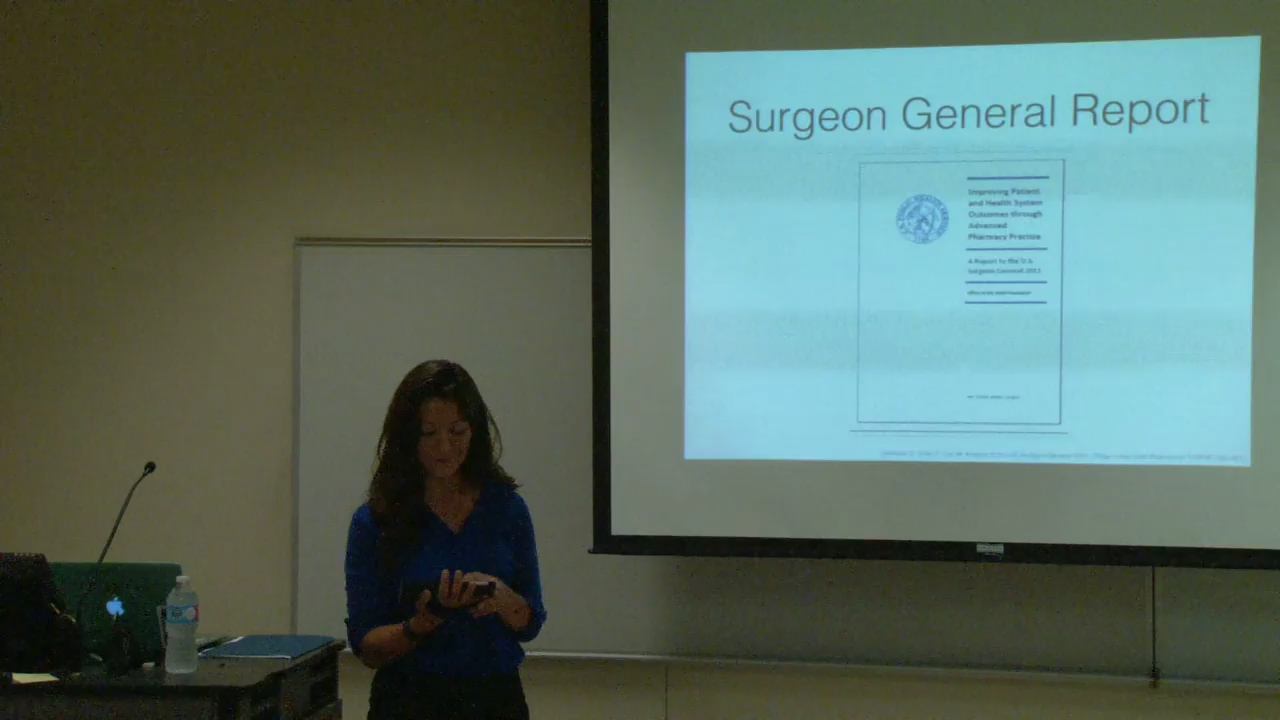 Surgeon General Report
Improving Patient
and Health System
Outcomes through
Advanced
Pharmacy Practice
A Report to the U.S.
Surgeon General 2011